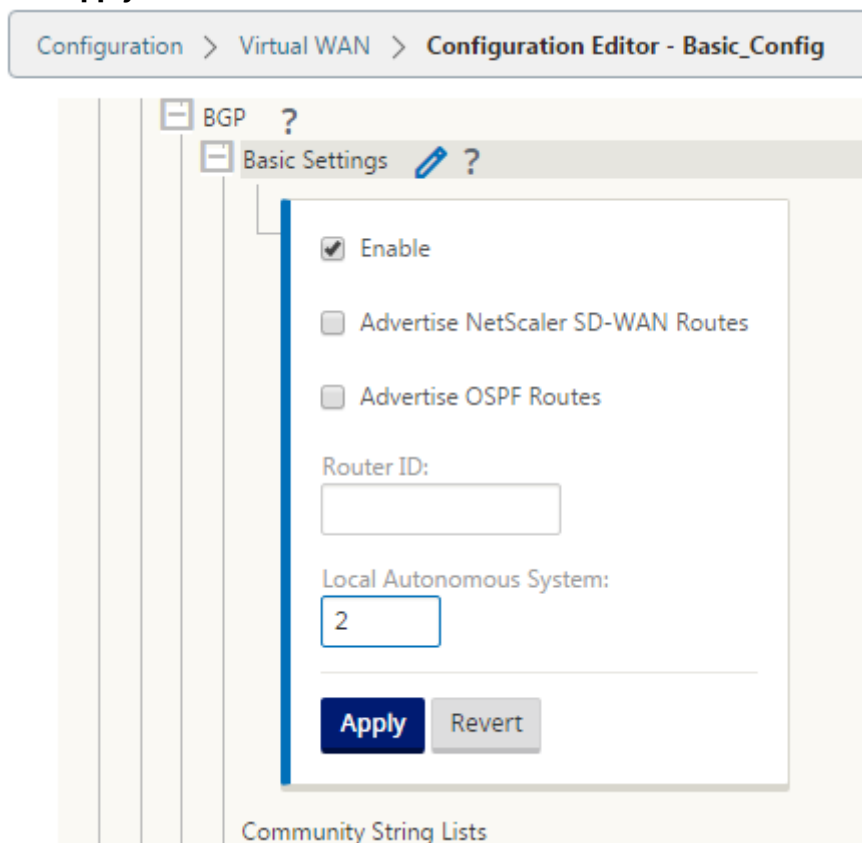 Configuration > Virtual WAN > Configuration Editor - Basic_Config
BGP ?
Basic Settings ?
Enable
Advertise NetScaler SD-WAN Routes
Advertise OSPF Routes
Router ID:
Local Autonomous System:
2
Apply Revert
Community String Lists